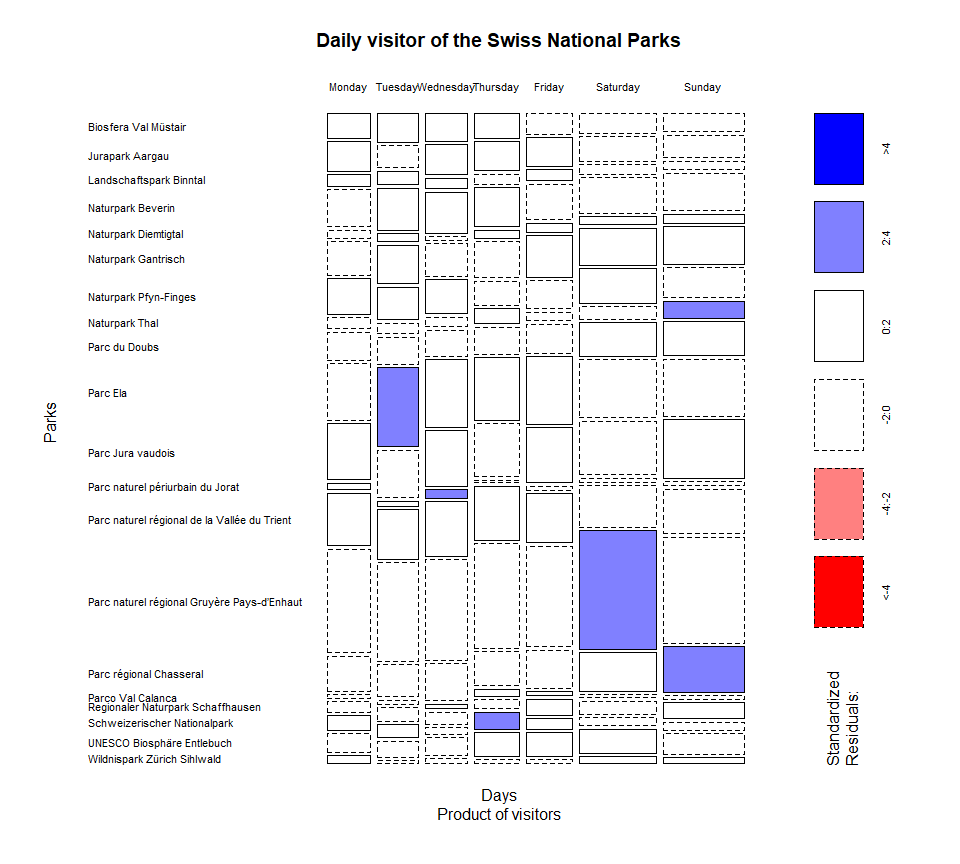 Daily visitor of the Swiss National Parks
Monday Tuesday Wednesday Thursday Friday Saturday Sunday
Biosfera Val Müstair
Jurapark Aargau
Landschaftspark Binntal
Naturpark Beverin
Naturpark Diemtigtal
Naturpark Gantrisch
Naturpark Pfyn-Finges
Naturpark Thal
Parc du Doubs
Parc Ela
Parc Jura vaudois
Parc naturel périurbain du Jorat
Parc naturel régional de la Vallée du Trient
Parc naturel régional Gruyère Pays-d'Enhaut
Parc régional Chasseral
Parco Val Calanca
Regionaler Naturpark Schaffhausen
Schweizerischer Nationalpark
UNESCO Biosphäre Entlebuch
Wildnispark Zürich Sihlwald
Parks
Days
Product of visitors
>4
2:4
0:2
-2:0
-4:-2
<-4
Standardized
Residuals: